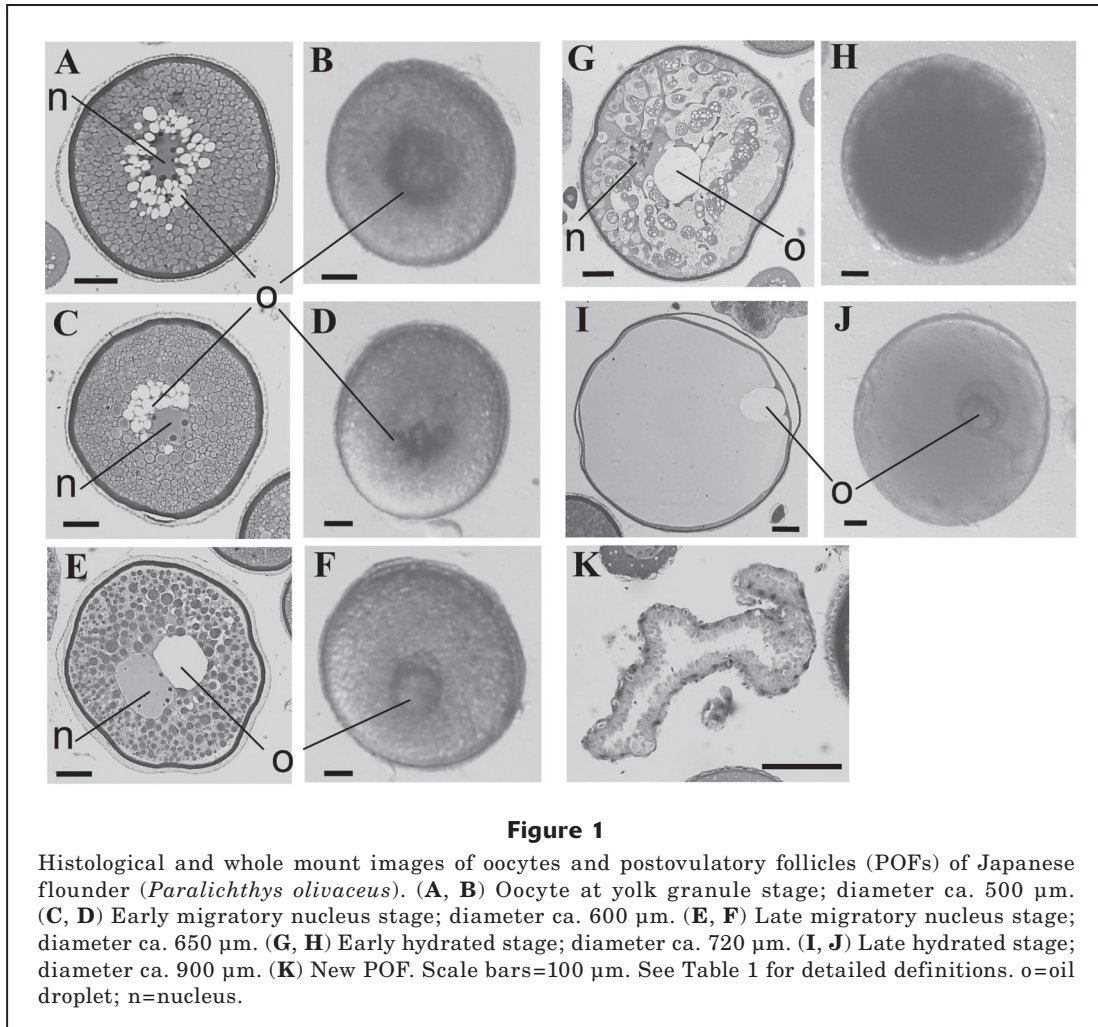 A
n
B
G
n
o
H
o
C
n
D
I
J
o
E
n
o
F
K
Figure 1
Histological and whole mount images of oocytes and postovulatory follicles (POFs) of Japanese
flounder (Paralichthys olivaceus). (A, B) Oocyte at yolk granule stage; diameter ca. 500 μm.
(C, D) Early migratory nucleus stage; diameter ca. 600 μm. (E, F) Late migratory nucleus stage;
diameter ca. 650 μm. (G, H) Early hydrated stage; diameter ca. 720 μm. (I, J) Late hydrated stage;
diameter ca. 900 μm. (K) New POF. Scale bars=100 μm. See Table 1 for detailed definitions. o=oil
droplet; n=nucleus.